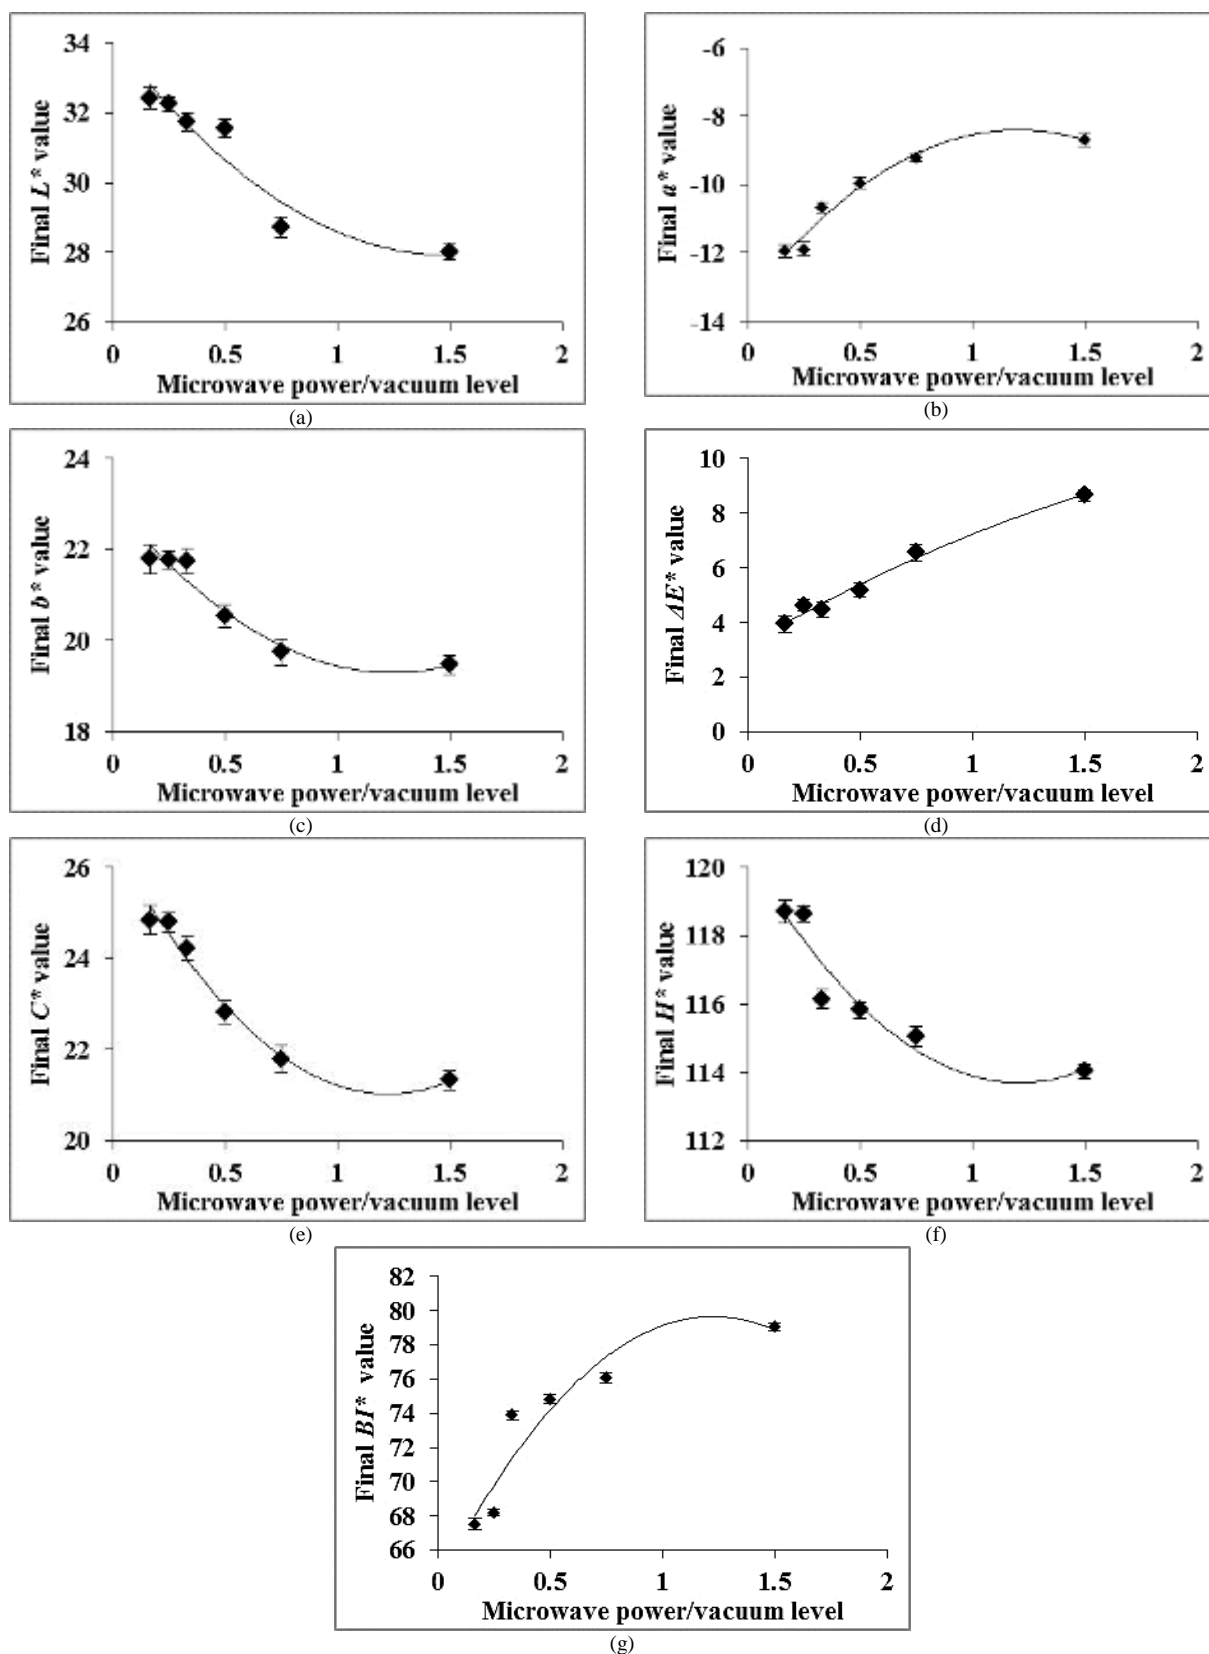 34
32
30
28
26
0 0.5 1 1.5 2
Final L* value
Microwave power/vacuum level
(a)
-6
-8
-10
-12
-14
0 0.5 1 1.5 2
Final a* value
Microwave power/vacuum level
(b)
24
22
20
18
0 0.5 1 1.5 2
Final b* value
Microwave power/vacuum level
(c)
10
8
6
4
2
0
0 0.5 1 1.5 2
Final ΔE* value
Microwave power/vacuum level
(d)
26
24
22
20
0 0.5 1 1.5 2
Final C* value
Microwave power/vacuum level
(e)
120
118
116
114
112
0 0.5 1 1.5 2
Final H* value
Microwave power/vacuum level
(f)
82
80
78
76
74
72
70
68
66
0 0.5 1 1.5 2
Final BI* value
Microwave power/vacuum level
(g)